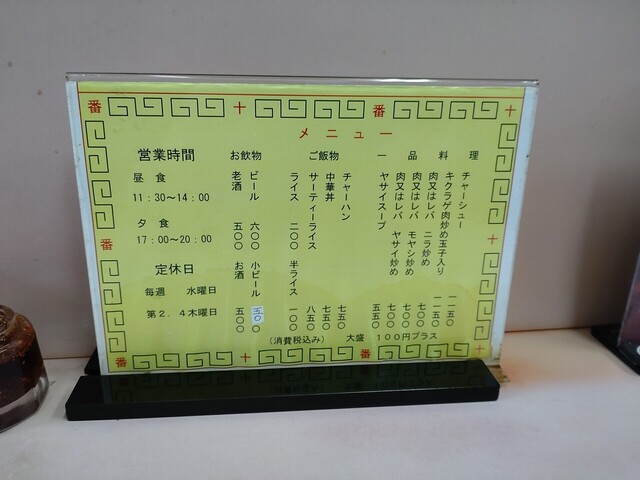 番 十 番 十
メニュー
営業時間
昼 食
11:30～14:00
夕 食
17:00～20:00
定休日
毎週 水曜日
第2.4木曜日
お飲物
ビール 六〇〇
老酒 五〇〇
小ビール 五〇〇
お酒 五〇〇
ご飯物
チャーハン 七五〇
中華丼 七五〇
サーティーライス 八五〇
ライス 二〇〇
半ライス 一〇〇
一品料理
チャーシュー 一一五〇
キクラゲ肉炒め玉子入り 一一五〇
肉又はレバ ニラ炒め 七〇〇
肉又はレバ モヤシ炒め 七〇〇
肉又はレバ ヤサイ炒め 七〇〇
ヤサイスープ 五五〇
(消費税込み) 大盛 100円プラス
番 十
番 十 番 十